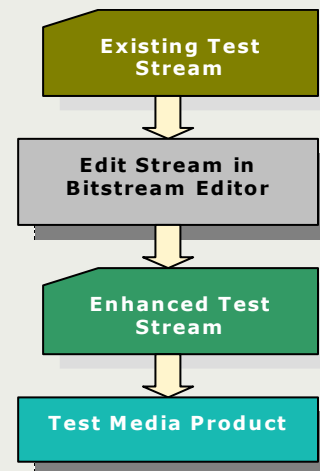 Existing Test
Stream
Edit Stream in
Bitstream Editor
Enhanced Test
Stream
Test Media Product